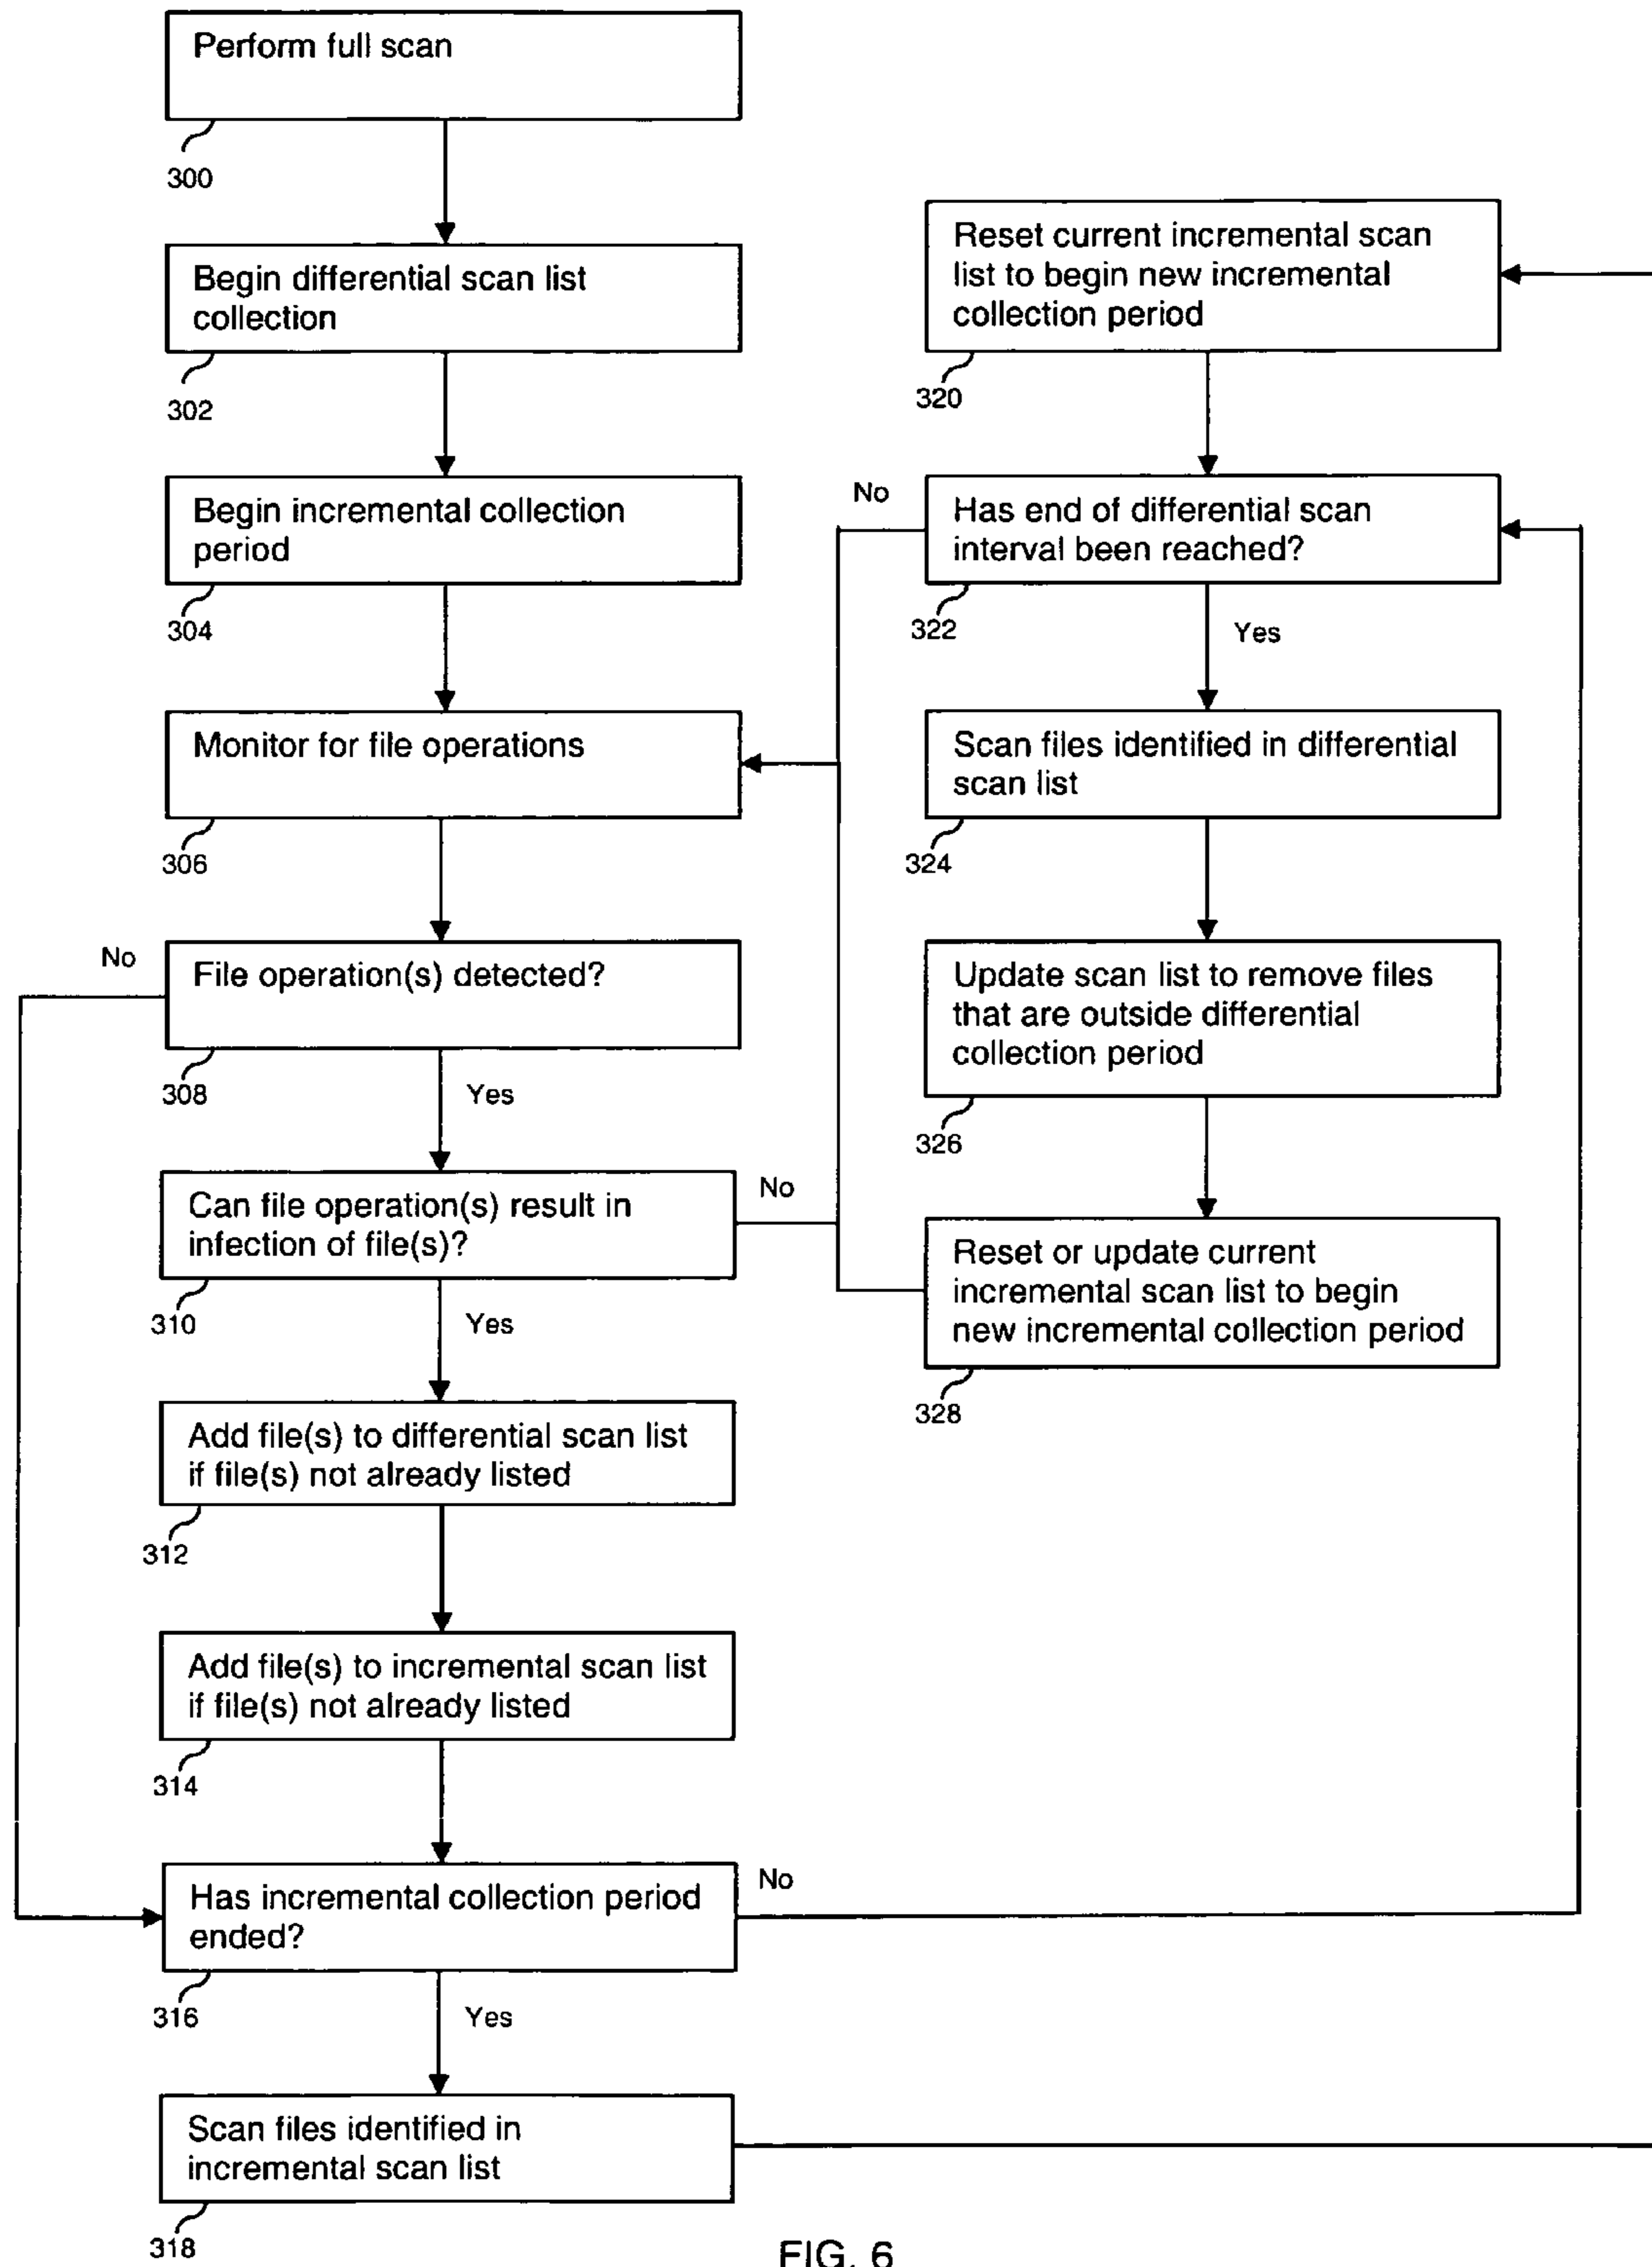 Perform full scan
300
Begin differential scan list
collection
302
Begin incremental collection
period
304
Monitor for file operations
306
No
File operation(s) detected?
308
Yes
Can file operation(s) result in
infection of file(s)?
No
310
Yes
Add file(s) to differential scan list
if file(s) not already listed
312
Add file(s) to incremental scan list
if file(s) not already listed
314
Has incremental collection period
ended?
No
316
Yes
Scan files identified in
incremental scan list
318
Reset current incremental scan
list to begin new incremental
collection period
320
No
Has end of differential scan
interval been reached?
322
Yes
Scan files identified in differential
scan list
324
Update scan list to remove files
that are outside differential
collection period
326
Reset or update current
incremental scan list to begin
new incremental collection period
328
FIG. 6